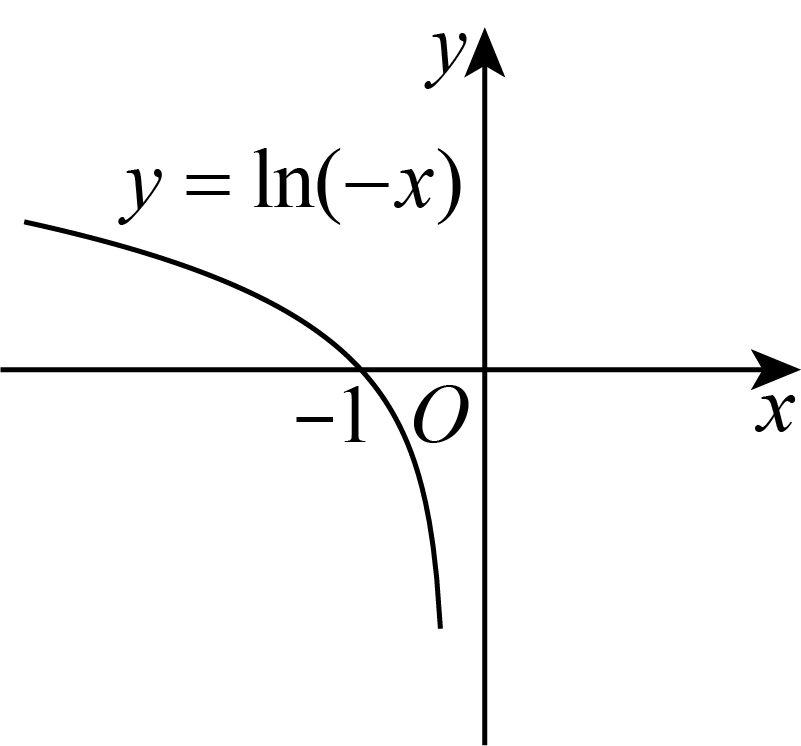 y
y = ln(−x)
−1 O
x